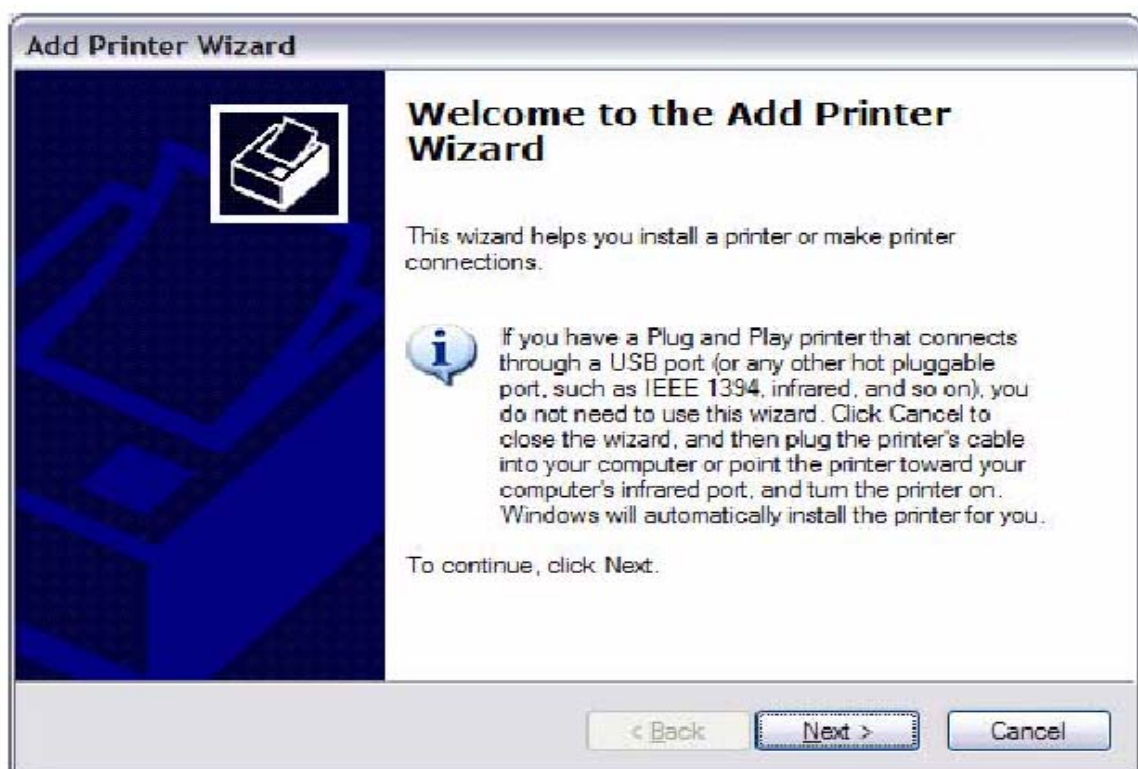 Add Printer Wizard
Welcome to the Add Printer
Wizard
This wizard helps you install a printer or make printer
connections.
If you have a Plug and Play printer that connects
through a USB port (or any other hot pluggable
port, such as IEEE 1394, infrared, and so on), you
do not need to use this wizard. Click Cancel to
close the wizard, and then plug the printer's cable
into your computer or point the printer toward your
computer's infrared port, and turn the printer on.
Windows will automatically install the printer for you.
To continue, click Next.
< Back
Next >
Cancel